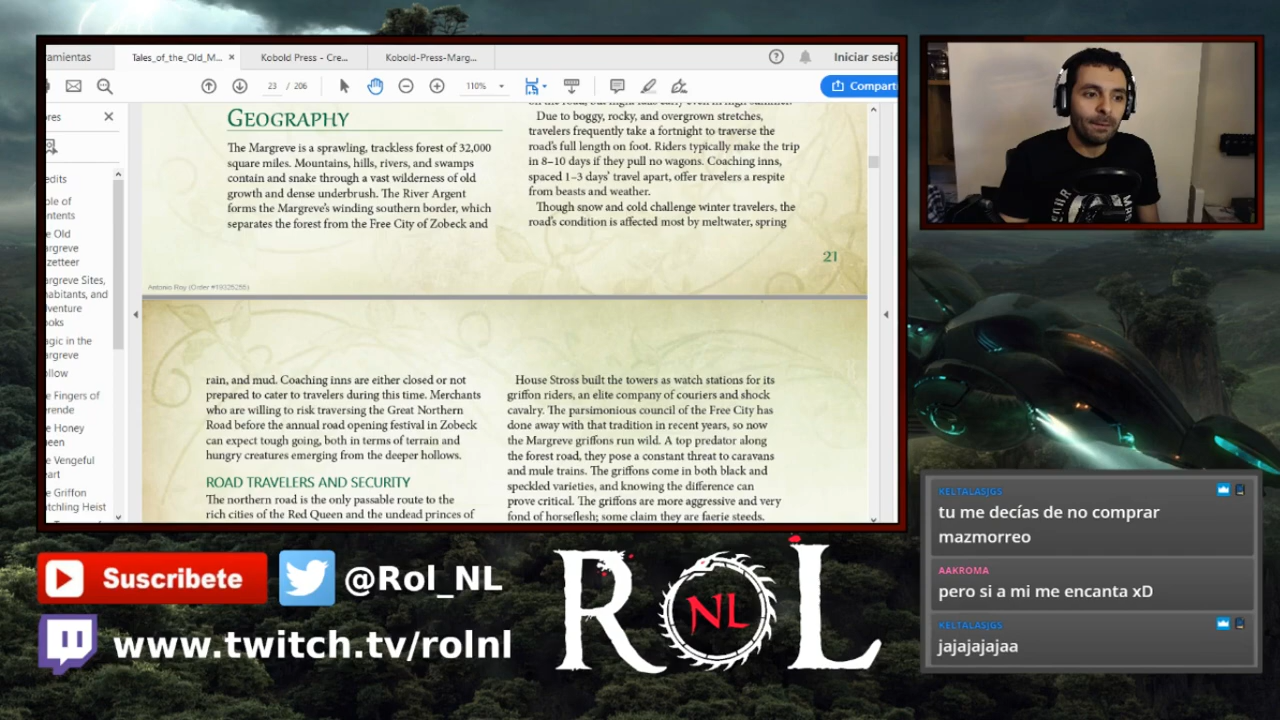 ramientas
Tales_of_the_Old_M... ×
Kobold Press - Cre...
Kobold-Press-Marg...
Iniciar sesió
23 / 206
110%
Comparti
ores
edits
ble of
ntents
e Old
argreve
zetteer
argreve Sites,
habitants, and
dventure
oks
agic in the
argreve
ollow
e Fingers of
erende
e Honey
een
e Vengeful
art
e Griffon
tchling Heist
GEOGRAPHY
The Margreve is a sprawling, trackless forest of 32,000
square miles. Mountains, hills, rivers, and swamps
contain and snake through a vast wilderness of old
growth and dense underbrush. The River Argent
forms the Margreve's winding southern border, which
separates the forest from the Free City of Zobeck and
Due to boggy, rocky, and overgrown stretches,
travelers frequently take a fortnight to traverse the
road's full length on foot. Riders typically make the trip
in 8–10 days if they pull no wagons. Coaching inns,
spaced 1–3 days' travel apart, offer travelers a respite
from beasts and weather.
Though snow and cold challenge winter travelers, the
road's condition is affected most by meltwater, spring
21
rain, and mud. Coaching inns are either closed or not
prepared to cater to travelers during this time. Merchants
who are willing to risk traversing the Great Northern
Road before the annual road opening festival in Zobeck
can expect tough going, both in terms of terrain and
hungry creatures emerging from the deeper hollows.
ROAD TRAVELERS AND SECURITY
The northern road is the only passable route to the
rich cities of the Red Queen and the undead princes of
House Stross built the towers as watch stations for its
griffon riders, an elite company of couriers and shock
cavalry. The parsimonious council of the Free City has
done away with that tradition in recent years, so now
the Margreve griffons run wild. A top predator along
the forest road, they pose a constant threat to caravans
and mule trains. The griffons come in both black and
speckled varieties, and knowing the difference can
prove critical. The griffons are more aggressive and very
fond of horseflesh; some claim they are faerie steeds.
KELTALASJGS
tu me decías de no comprar
mazmorreo
AAKROMA
pero si a mi me encanta xD
KELTALASJGS
jajajajajaa
Suscribete
@Rol_NL
www.twitch.tv/rolnl
ROL
NL